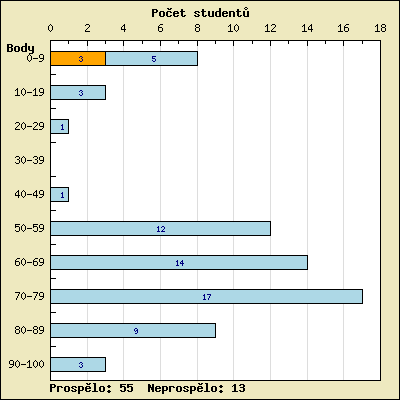 Počet studentů
0 2 4 6 8 10 12 14 16 18
Body
0-9 3 5
10-19 3
20-29 1
30-39
40-49 1
50-59 12
60-69 14
70-79 17
80-89 9
90-100 3
Prospělo: 55 Neprospělo: 13